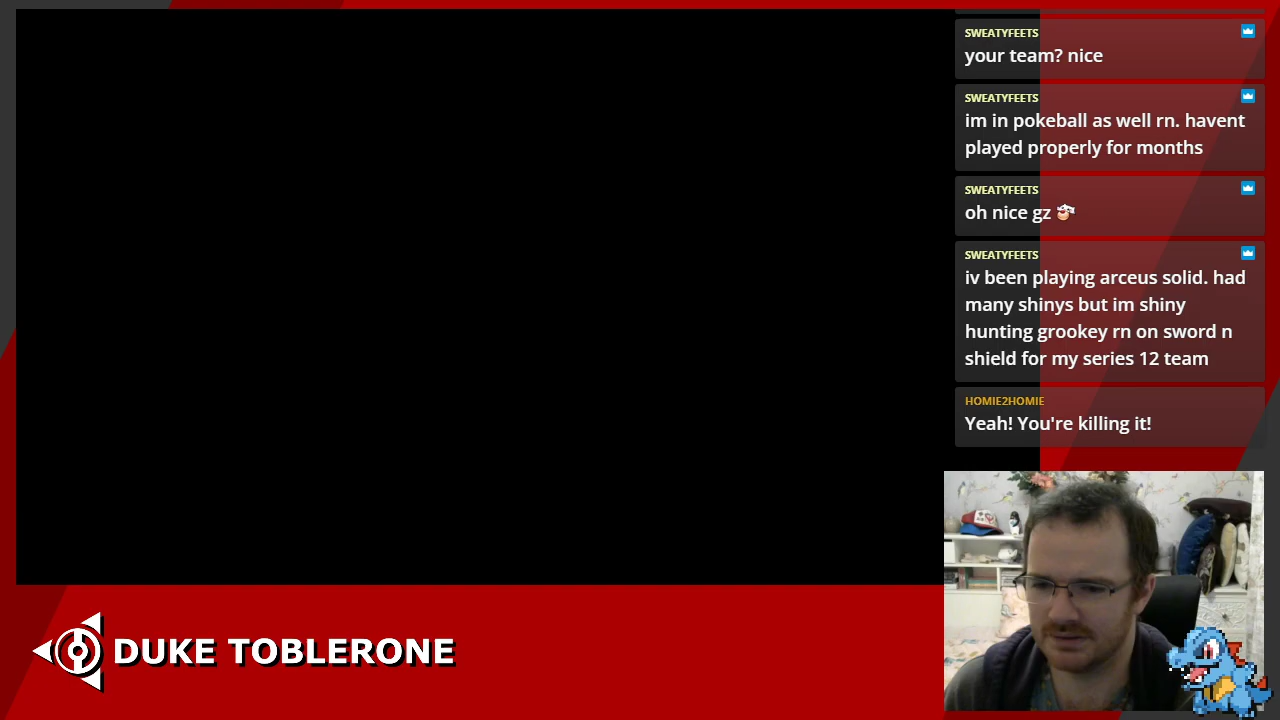 SWEATYFEETS
your team? nice
SWEATYFEETS
im in pokeball as well rn. havent
played properly for months
SWEATYFEETS
oh nice gz
SWEATYFEETS
iv been playing arceus solid. had
many shinys but im shiny
hunting grookey rn on sword n
shield for my series 12 team
HOMIE2HOMIE
Yeah! You're killing it!
DUKE TOBLERONE